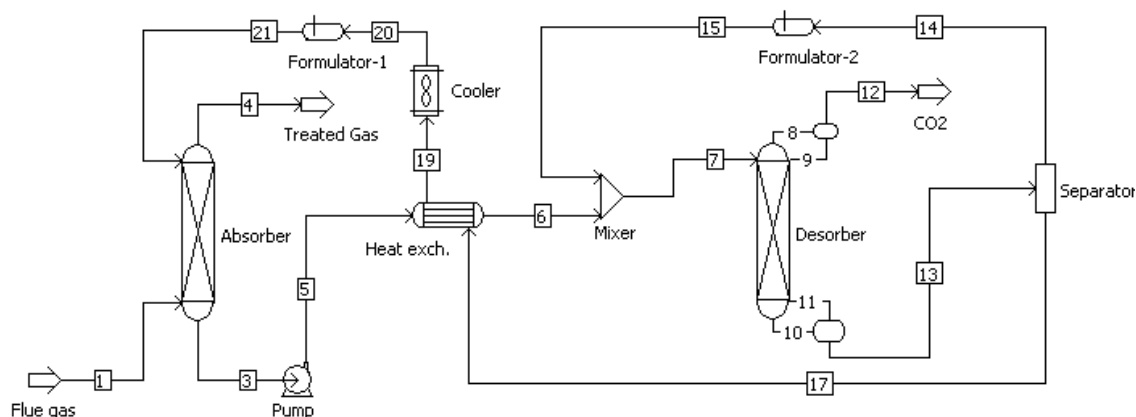 21
20
Formulator-1
4
Treated Gas
Cooler
19
Absorber
Heat exch.
5
6
1
3
Flue gas
Pump
15
14
Formulator-2
8
9
12
CO2
7
Mixer
Desorber
Separator
13
11
10
17